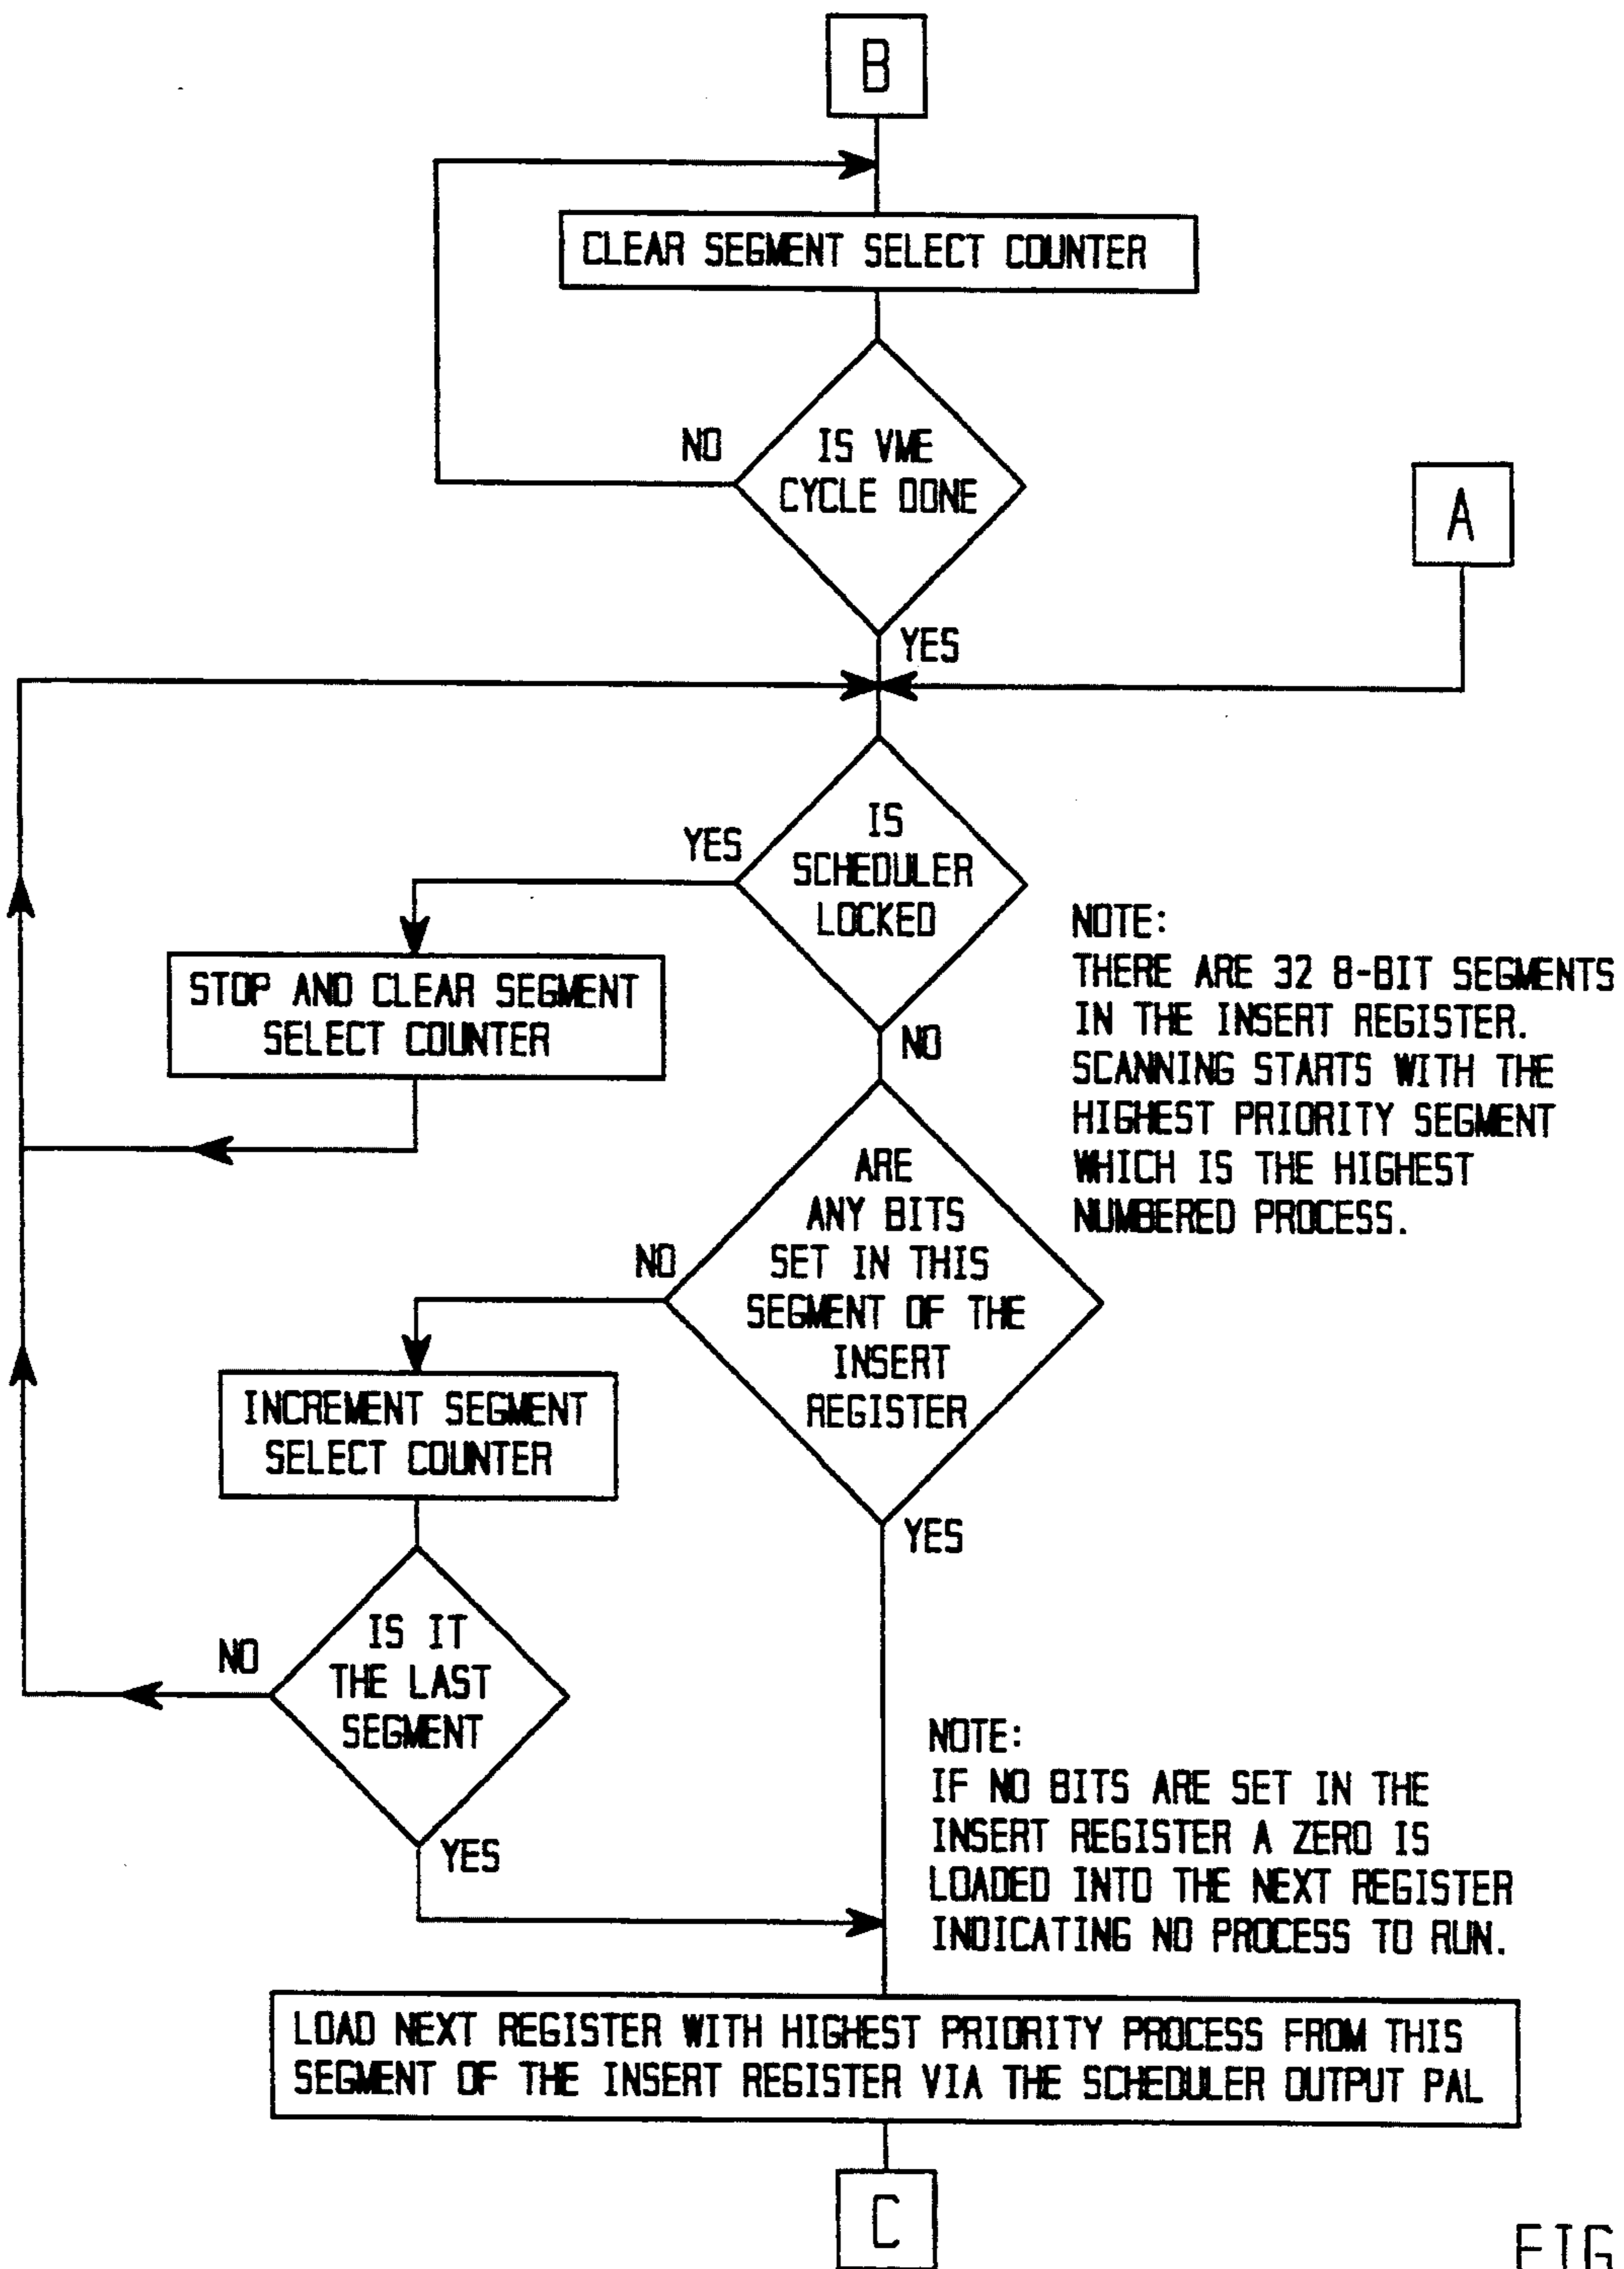 B
CLEAR SEGMENT SELECT COUNTER
NO
IS VME
CYCLE DONE
A
YES
IS
SCHEDULER
LOCKED
YES
STOP AND CLEAR SEGMENT
SELECT COUNTER
NO
NOTE:
THERE ARE 32 8-BIT SEGMENTS
IN THE INSERT REGISTER.
SCANNING STARTS WITH THE
HIGHEST PRIORITY SEGMENT
WHICH IS THE HIGHEST
NUMBERED PROCESS.
ARE
ANY BITS
SET IN THIS
SEGMENT OF THE
INSERT
REGISTER
NO
INCREMENT SEGMENT
SELECT COUNTER
YES
IS IT
THE LAST
SEGMENT
NO
YES
NOTE:
IF NO BITS ARE SET IN THE
INSERT REGISTER A ZERO IS
LOADED INTO THE NEXT REGISTER
INDICATING NO PROCESS TO RUN.
LOAD NEXT REGISTER WITH HIGHEST PRIORITY PROCESS FROM THIS
SEGMENT OF THE INSERT REGISTER VIA THE SCHEDULER OUTPUT PAL
C
FIG